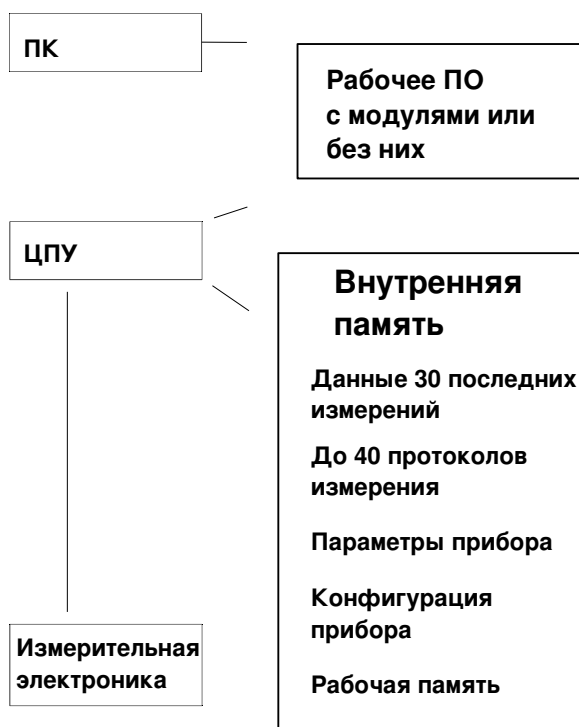 ПК
Рабочее ПО
с модулями или
без них
ЦПУ
Внутренняя
память
Данные 30 последних
измерений
До 40 протоколов
измерения
Параметры прибора
Конфигурация
прибора
Рабочая память
Измерительная
электроника